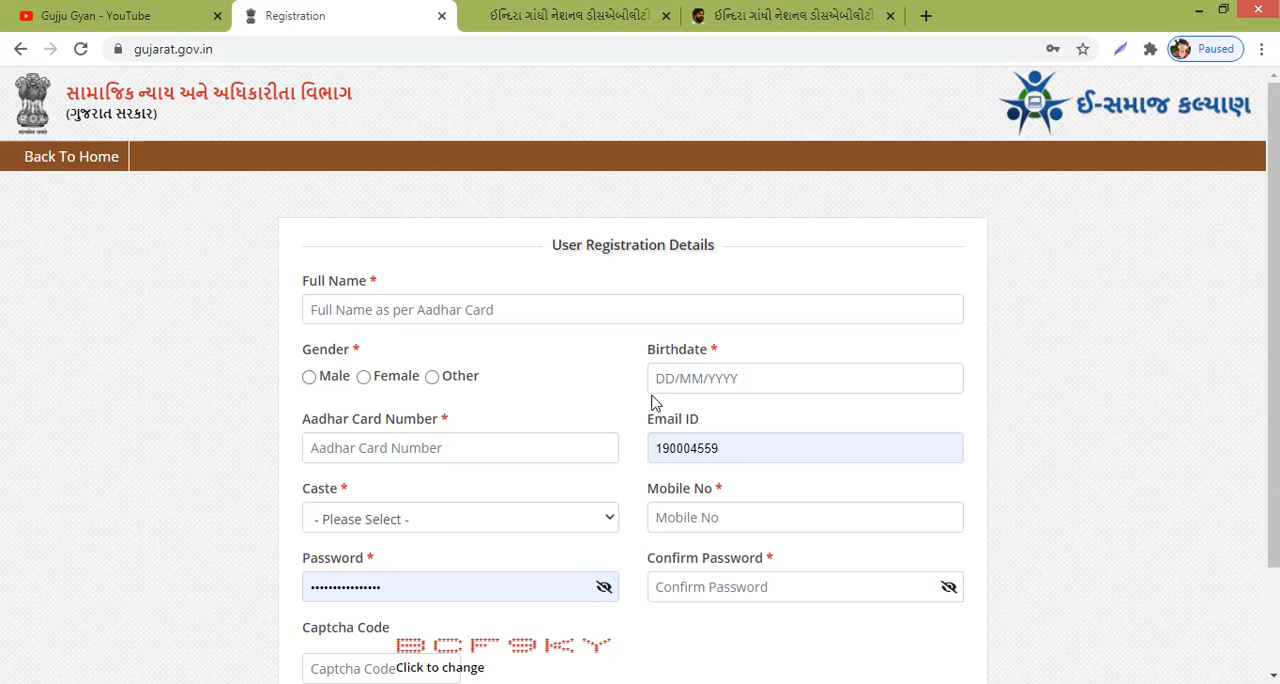 Gujju Gyan - YouTube
Registration
ઈન્દિરા ગાંધી નેશનલ ડીસએબીલીટી
ઈન્દિરા ગાંધી નેશનલ ડીસએબીલીટી
gujarat.gov.in
Paused
સામાજિક ન્યાય અને અધિકારીતા વિભાગ
(ગુજરાત સરકાર)
ઈ-સમાજ કલ્યાણ
Back To Home
User Registration Details
Full Name *
Full Name as per Aadhar Card
Gender *
Birthdate *
Male Female Other
DD/MM/YYYY
Aadhar Card Number *
Email ID
Aadhar Card Number
190004559
Caste *
Mobile No *
- Please Select -
Mobile No
Password *
Confirm Password *
••••••••••••••••
Confirm Password
Captcha Code
Captcha Code
Click to change